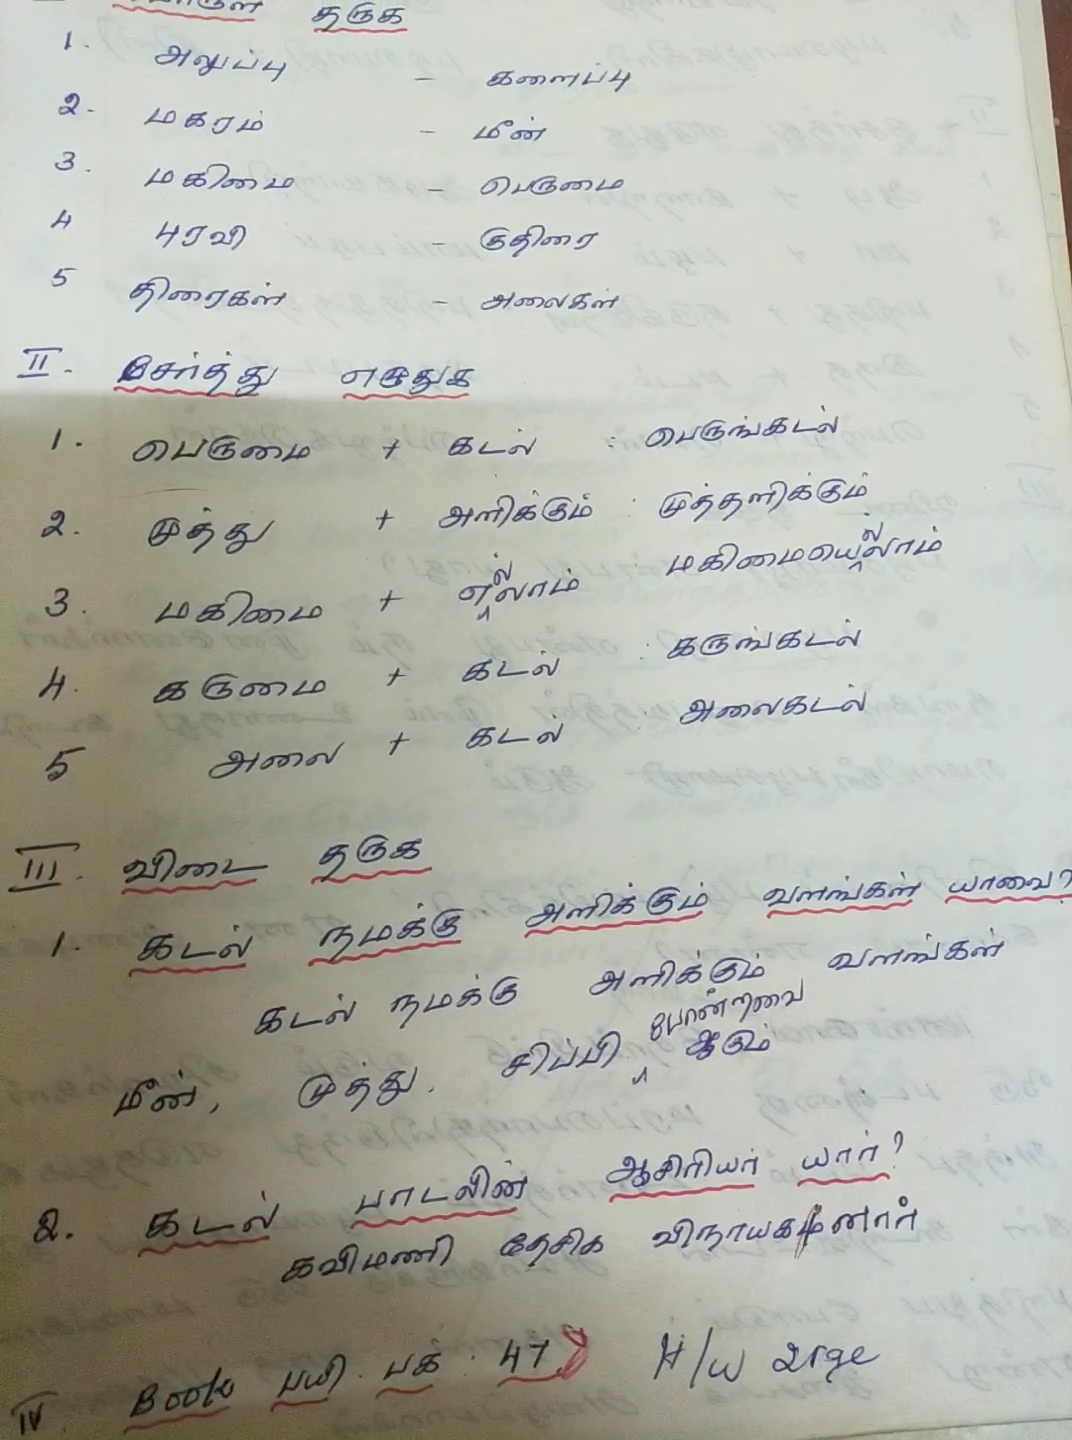 பொருள் தருக
1. அலுப்பு - களைப்பு
2. மகரம் - மீன்
3. மகிமை - பெருமை
4 புரவி - குதிரை
5 திரைகள் - அலைகள்
II. சேர்த்து எழுதுக
1. பெருமை + கடல் : பெருங்கடல்
2. முத்து + அளிக்கும் : முத்தளிக்கும்
3. மகிமை + எல்லாம் மகிமையெல்லாம்
4. கருமை + கடல் : கருங்கடல்
5 அலை + கடல் அலைகடல்
III. விடை தருக
1. கடல் நமக்கு அளிக்கும் வளங்கள் யாவை?
கடல் நமக்கு அளிக்கும் வளங்கள்
மீன், முத்து, சிப்பி போன்றவை ஆகும்
2. கடல் பாடலின் ஆசிரியர் யார்?
கவிமணி தேசிக விநாயகனார்
IV Book பயி. பக் : 47 H/w